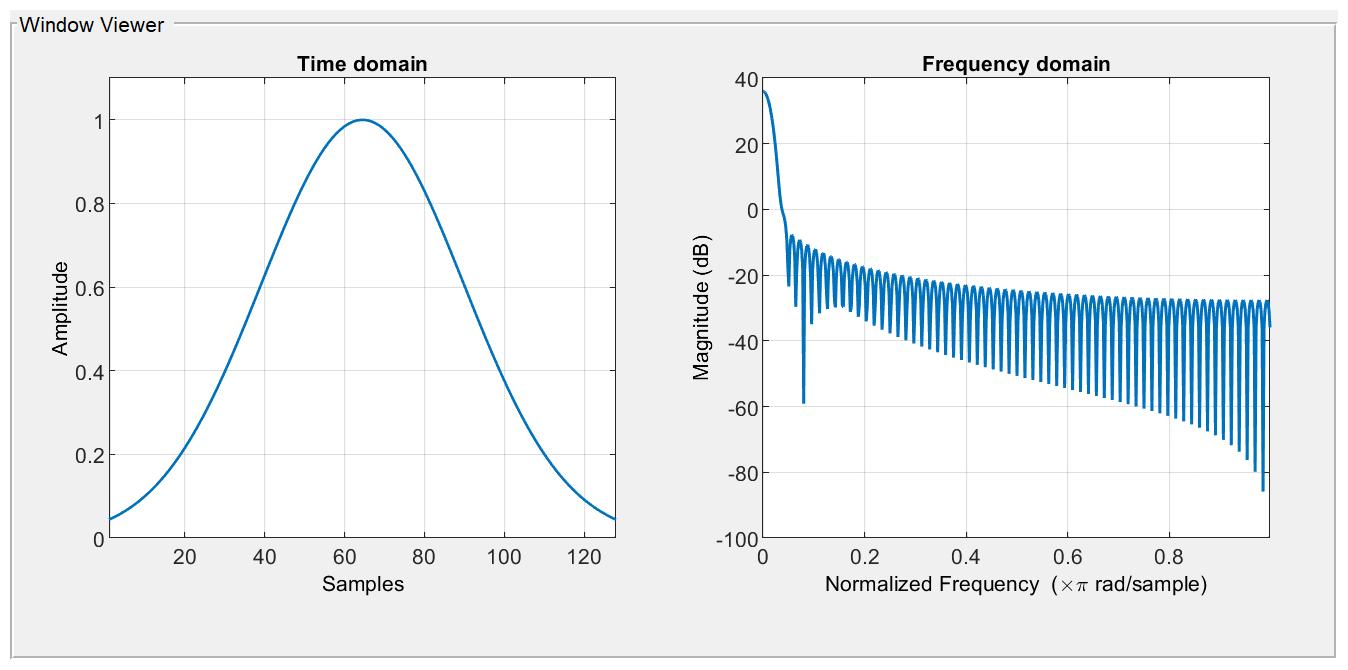 Window Viewer
Time domain
Amplitude
1
0.8
0.6
0.4
0.2
0
20 40 60 80 100 120
Samples
Frequency domain
Magnitude (dB)
40
20
0
-20
-40
-60
-80
-100
0 0.2 0.4 0.6 0.8
Normalized Frequency (×π rad/sample)